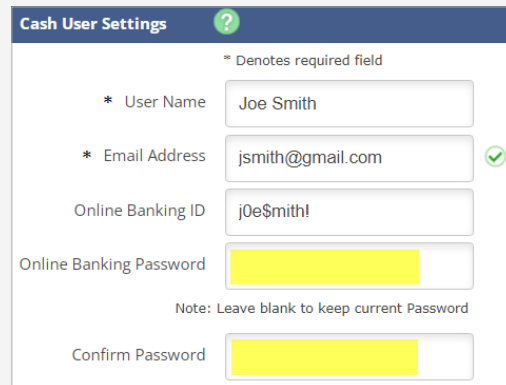 Cash User Settings ?
* Denotes required field
* User Name Joe Smith
* Email Address jsmith@gmail.com
Online Banking ID j0e$mith!
Online Banking Password
Note: Leave blank to keep current Password
Confirm Password